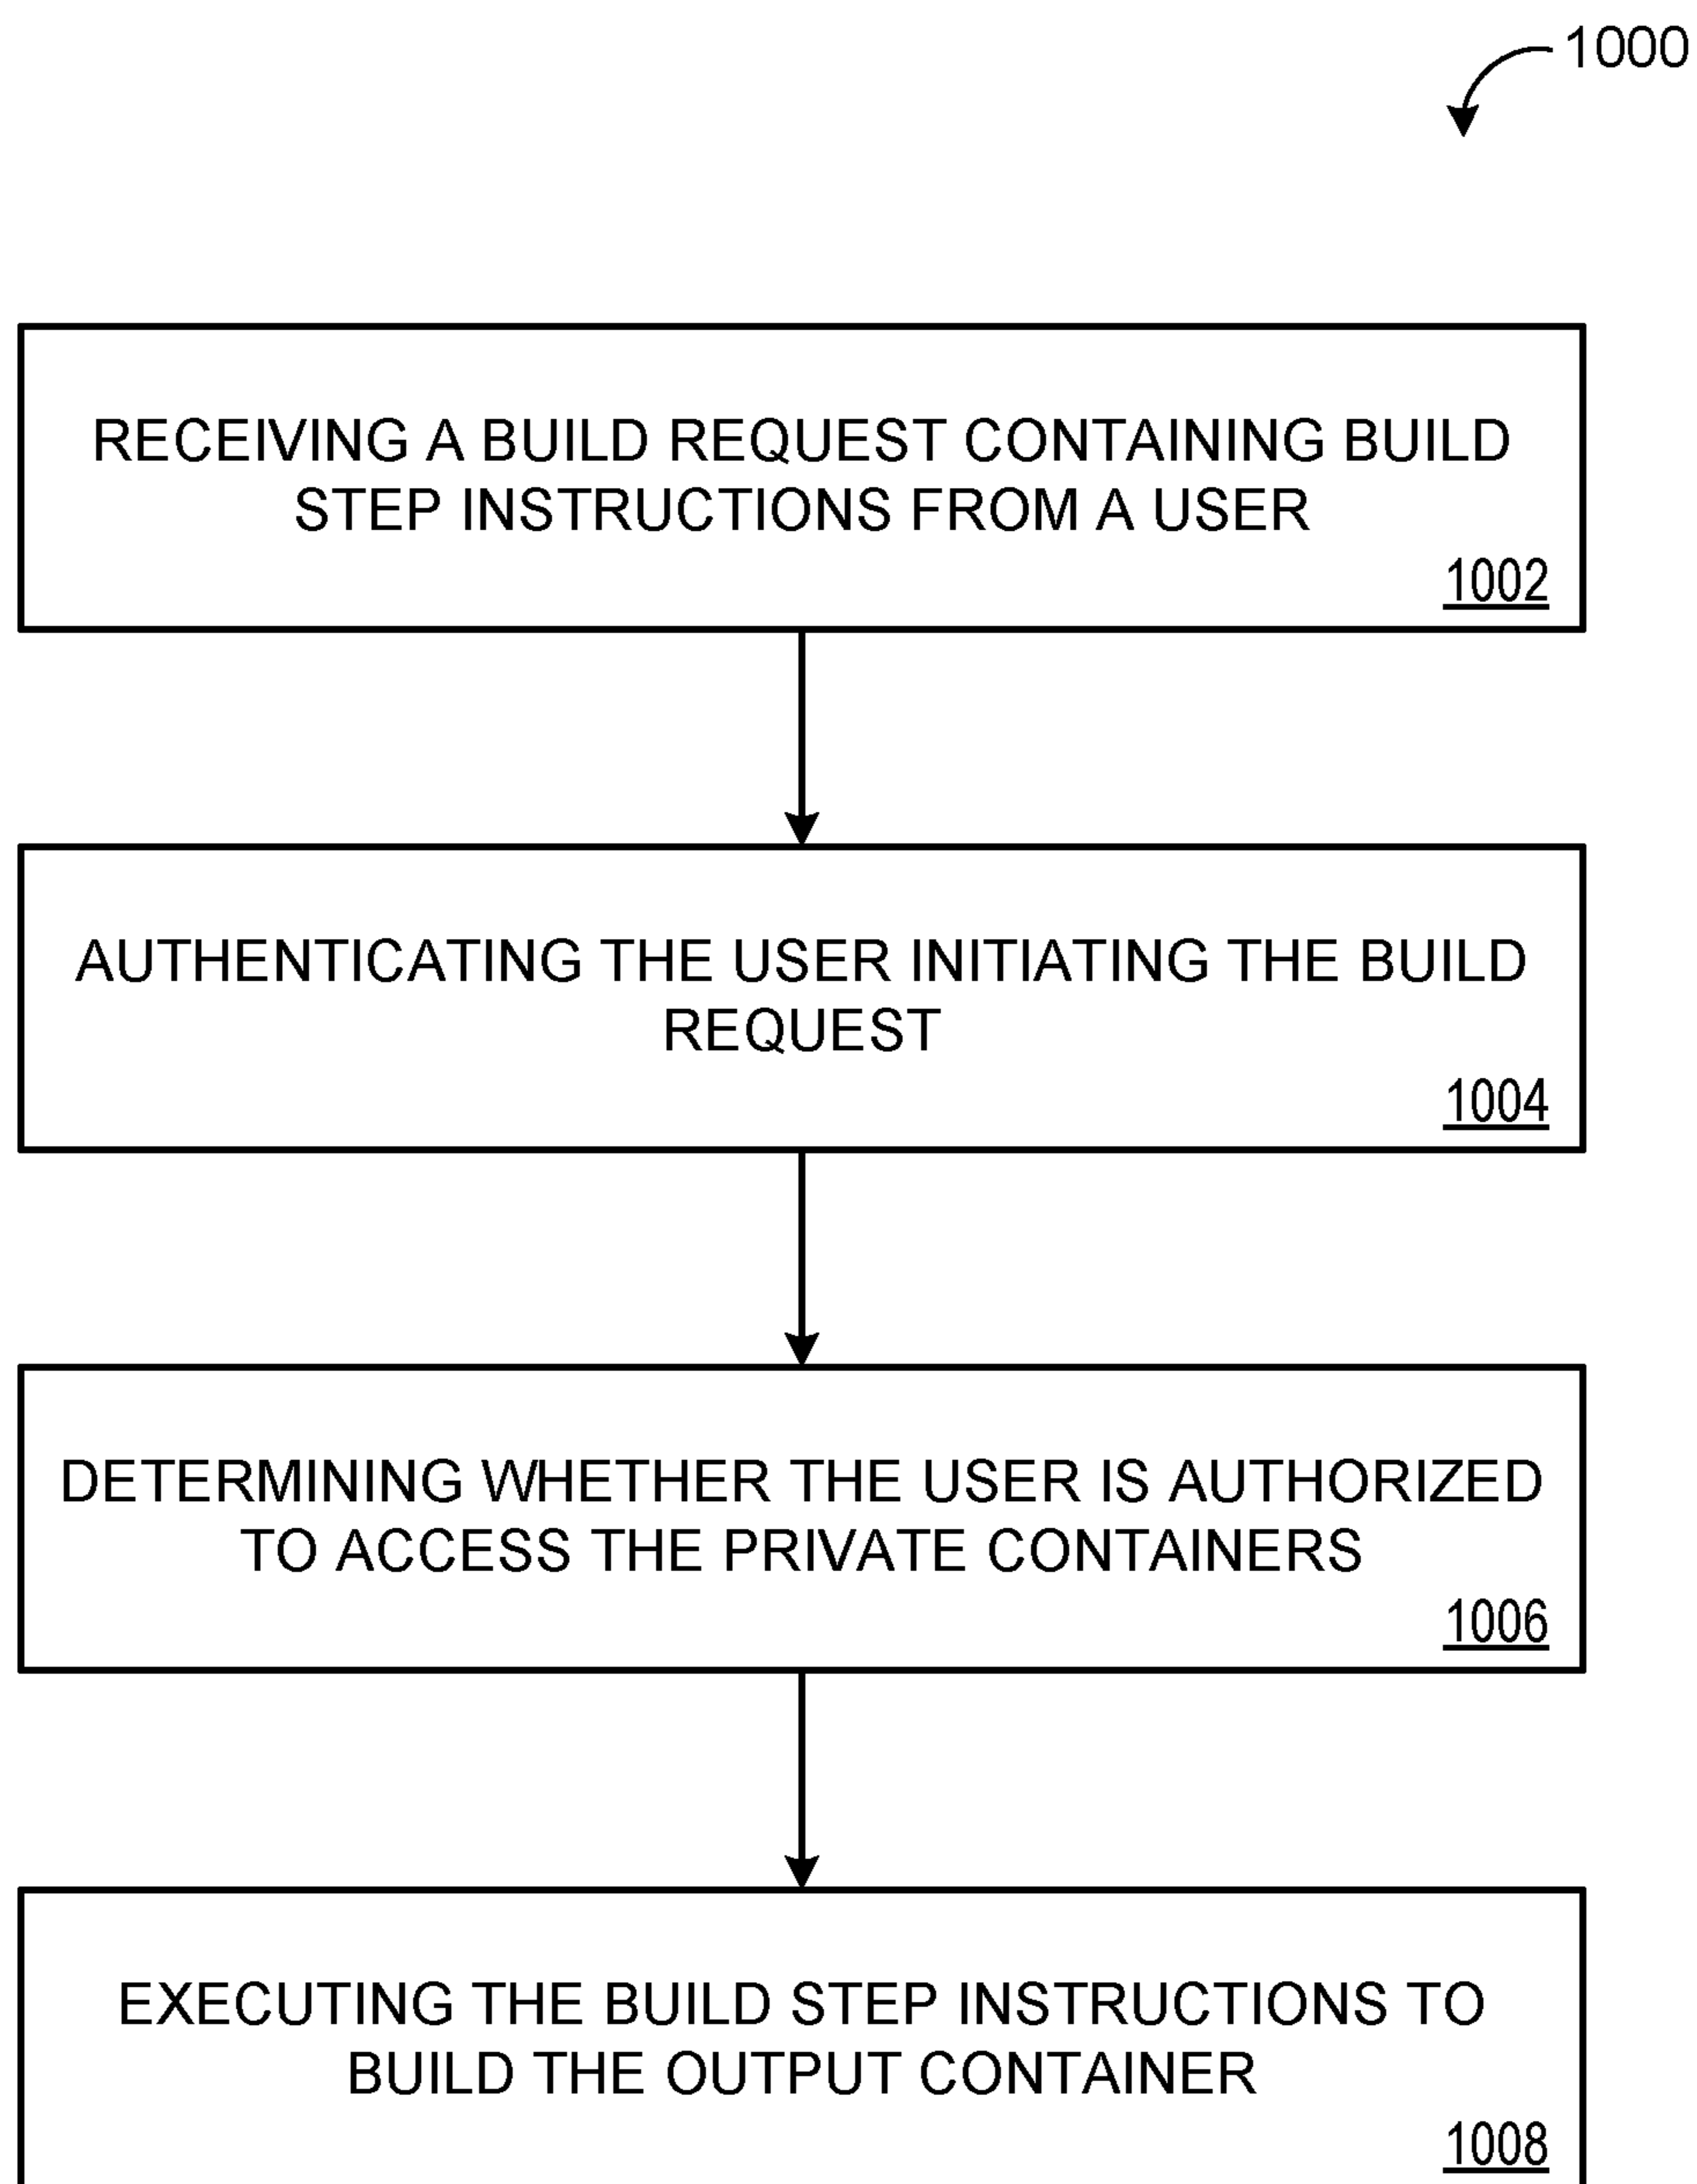 1000
RECEIVING A BUILD REQUEST CONTAINING BUILD
STEP INSTRUCTIONS FROM A USER
1002
AUTHENTICATING THE USER INITIATING THE BUILD
REQUEST
1004
DETERMINING WHETHER THE USER IS AUTHORIZED
TO ACCESS THE PRIVATE CONTAINERS
1006
EXECUTING THE BUILD STEP INSTRUCTIONS TO
BUILD THE OUTPUT CONTAINER
1008